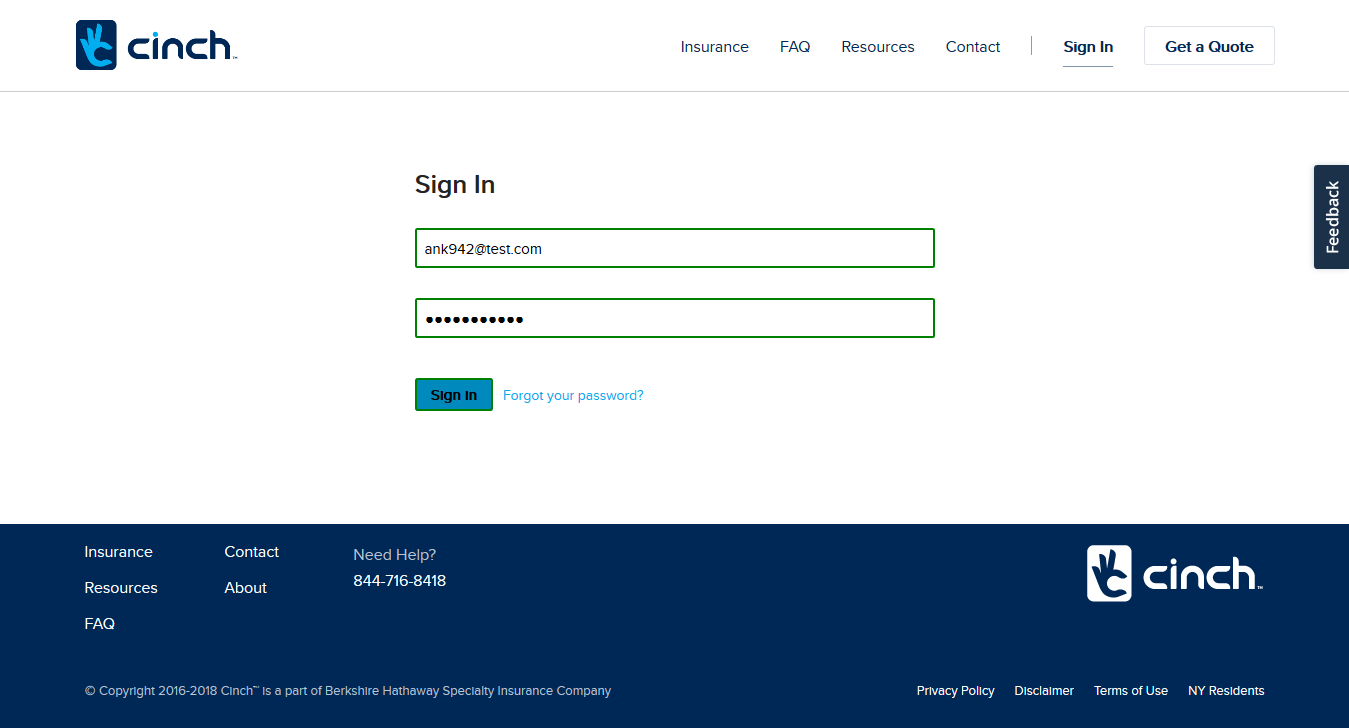 cinch™
Insurance FAQ Resources Contact Sign In Get a Quote
Feedback
Sign In
ank942@test.com
●●●●●●●●●●●
Sign in Forgot your password?
Insurance Contact Need Help?
Resources About 844-716-8418
FAQ
cinch™
© Copyright 2016-2018 Cinch™ is a part of Berkshire Hathaway Specialty Insurance Company
Privacy Policy Disclaimer Terms of Use NY Residents